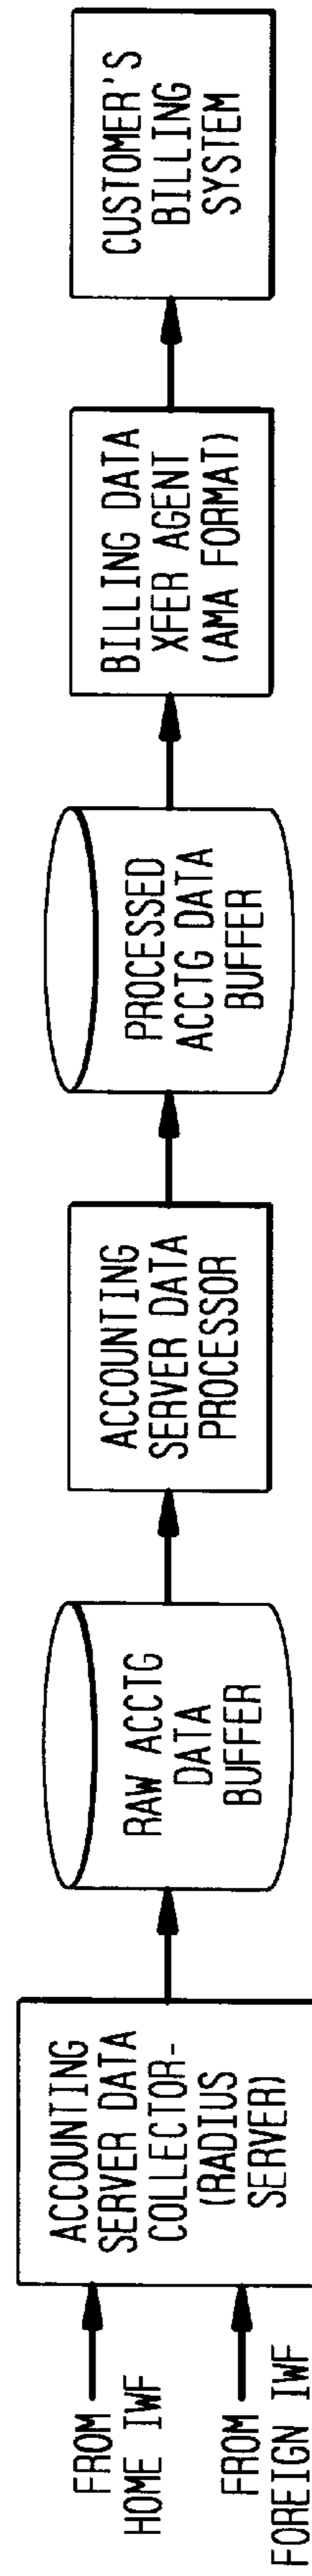 FROM
HOME IWF
FROM
FOREIGN IWF
ACCOUNTING
SERVER DATA
COLLECTOR-
(RADIUS
SERVER)
RAW ACCTG
DATA
BUFFER
ACCOUNTING
SERVER DATA
PROCESSOR
PROCESSED
ACCTG DATA
BUFFER
BILLING DATA
XFER AGENT
(AMA FORMAT)
CUSTOMER'S
BILLING
SYSTEM